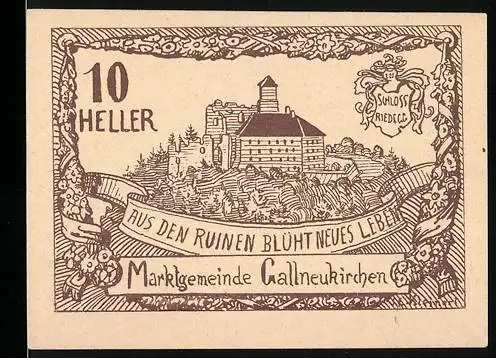 10
HELLER
SCHLOSS
RIEDEGG
AUS DEN RUINEN BLÜHT NEUES LEBEN
Marktgemeinde Gallneukirchen